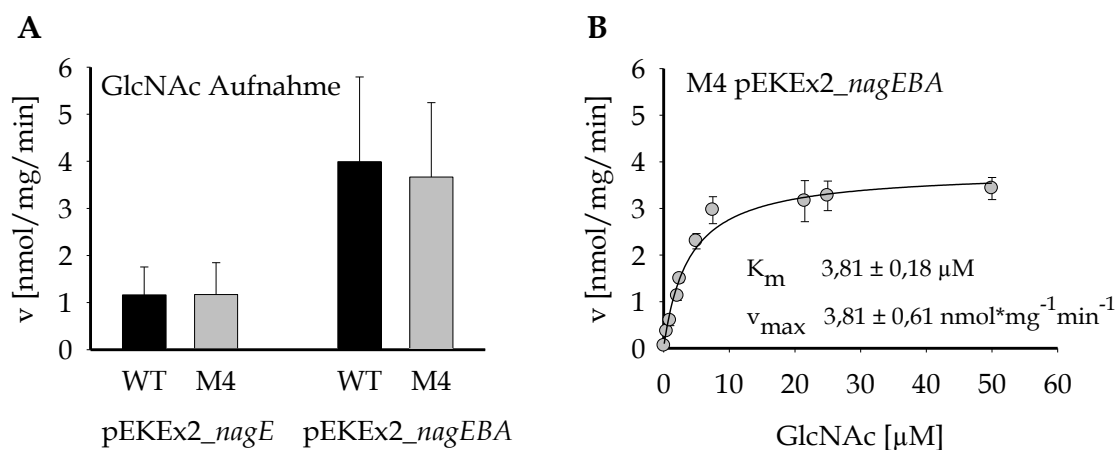 A
GlcNAc Aufnahme
v [nmol/mg/min]
6
5
4
3
2
1
0
WT M4 WT M4
pEKEx2_nagE pEKEx2_nagEBA
B
M4 pEKEx2_nagEBA
v [nmol/mg/min]
6
5
4
3
2
1
0
K_m 3,81 ± 0,18 µM
v_max 3,81 ± 0,61 nmol*mg⁻¹min⁻¹
0 10 20 30 40 50 60
GlcNAc [µM]